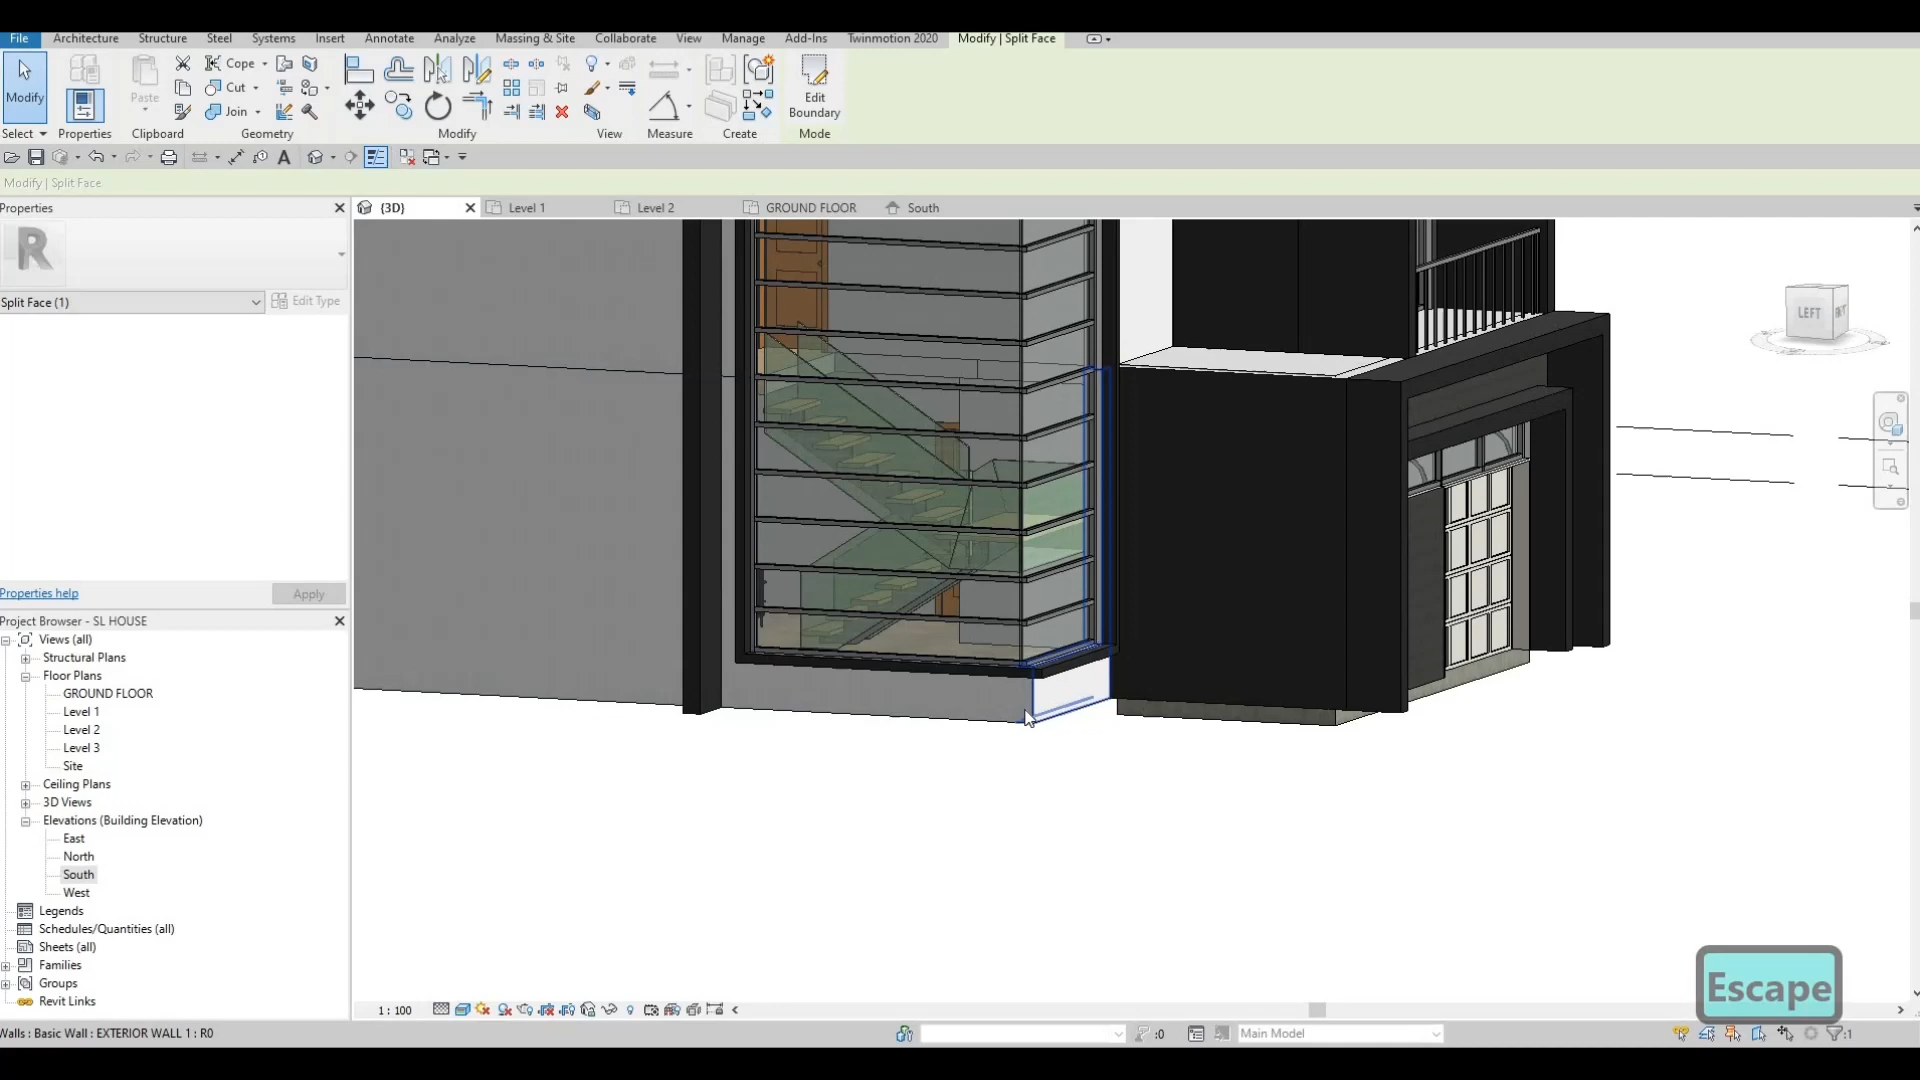 File Architecture Structure Steel Systems Insert Annotate Analyze Massing & Site Collaborate View Manage Add-Ins Twinmotion 2020 Modify | Split Face
Modify Paste Cope Cut Join Edit Boundary
Select Properties Clipboard Geometry Modify View Measure Create Mode
Modify | Split Face
Properties
{3D} Level 1 Level 2 GROUND FLOOR South
R
Split Face (1) Edit Type
LEFT
Properties help Apply
Project Browser - SL HOUSE
Views (all)
Structural Plans
Floor Plans
GROUND FLOOR
Level 1
Level 2
Level 3
Site
Ceiling Plans
3D Views
Elevations (Building Elevation)
East
North
South
West
Legends
Schedules/Quantities (all)
Sheets (all)
Families
Groups
Revit Links
Escape
1 : 100
Walls : Basic Wall : EXTERIOR WALL 1 : R0 :0 Main Model :1